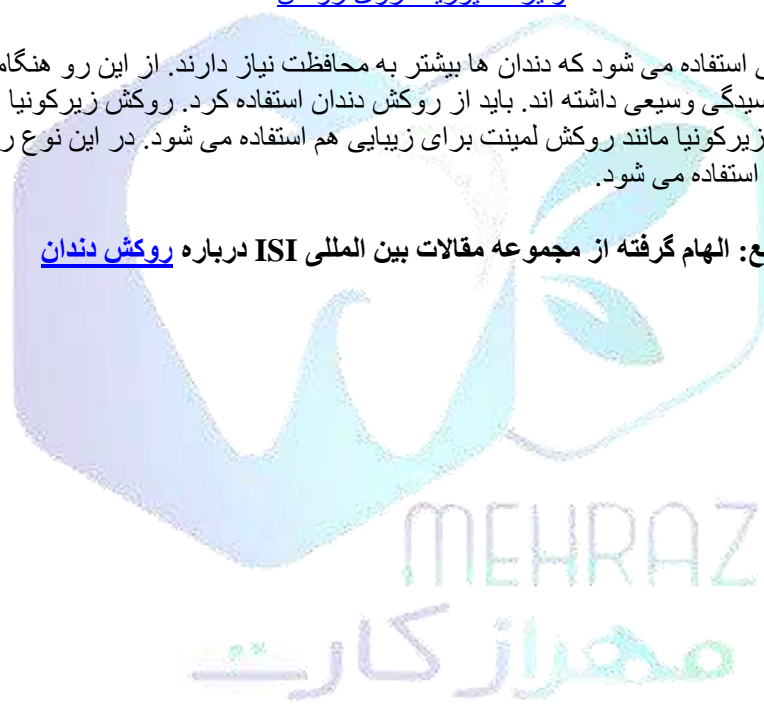 ی استفاده می شود که دندان ها بیشتر به محافظت نیاز دارند. از این رو هنگام
سیدگی وسیعی داشته اند. باید از روکش دندان استفاده کرد. روکش زیرکونیا
زیرکونیا مانند روکش لمینت برای زیبایی هم استفاده می شود. در این نوع ر
استفاده می شود.
ع: الهام گرفته از مجموعه مقالات بین المللی ISI درباره روکش دندان
MEHRAZ
مهراز کارت